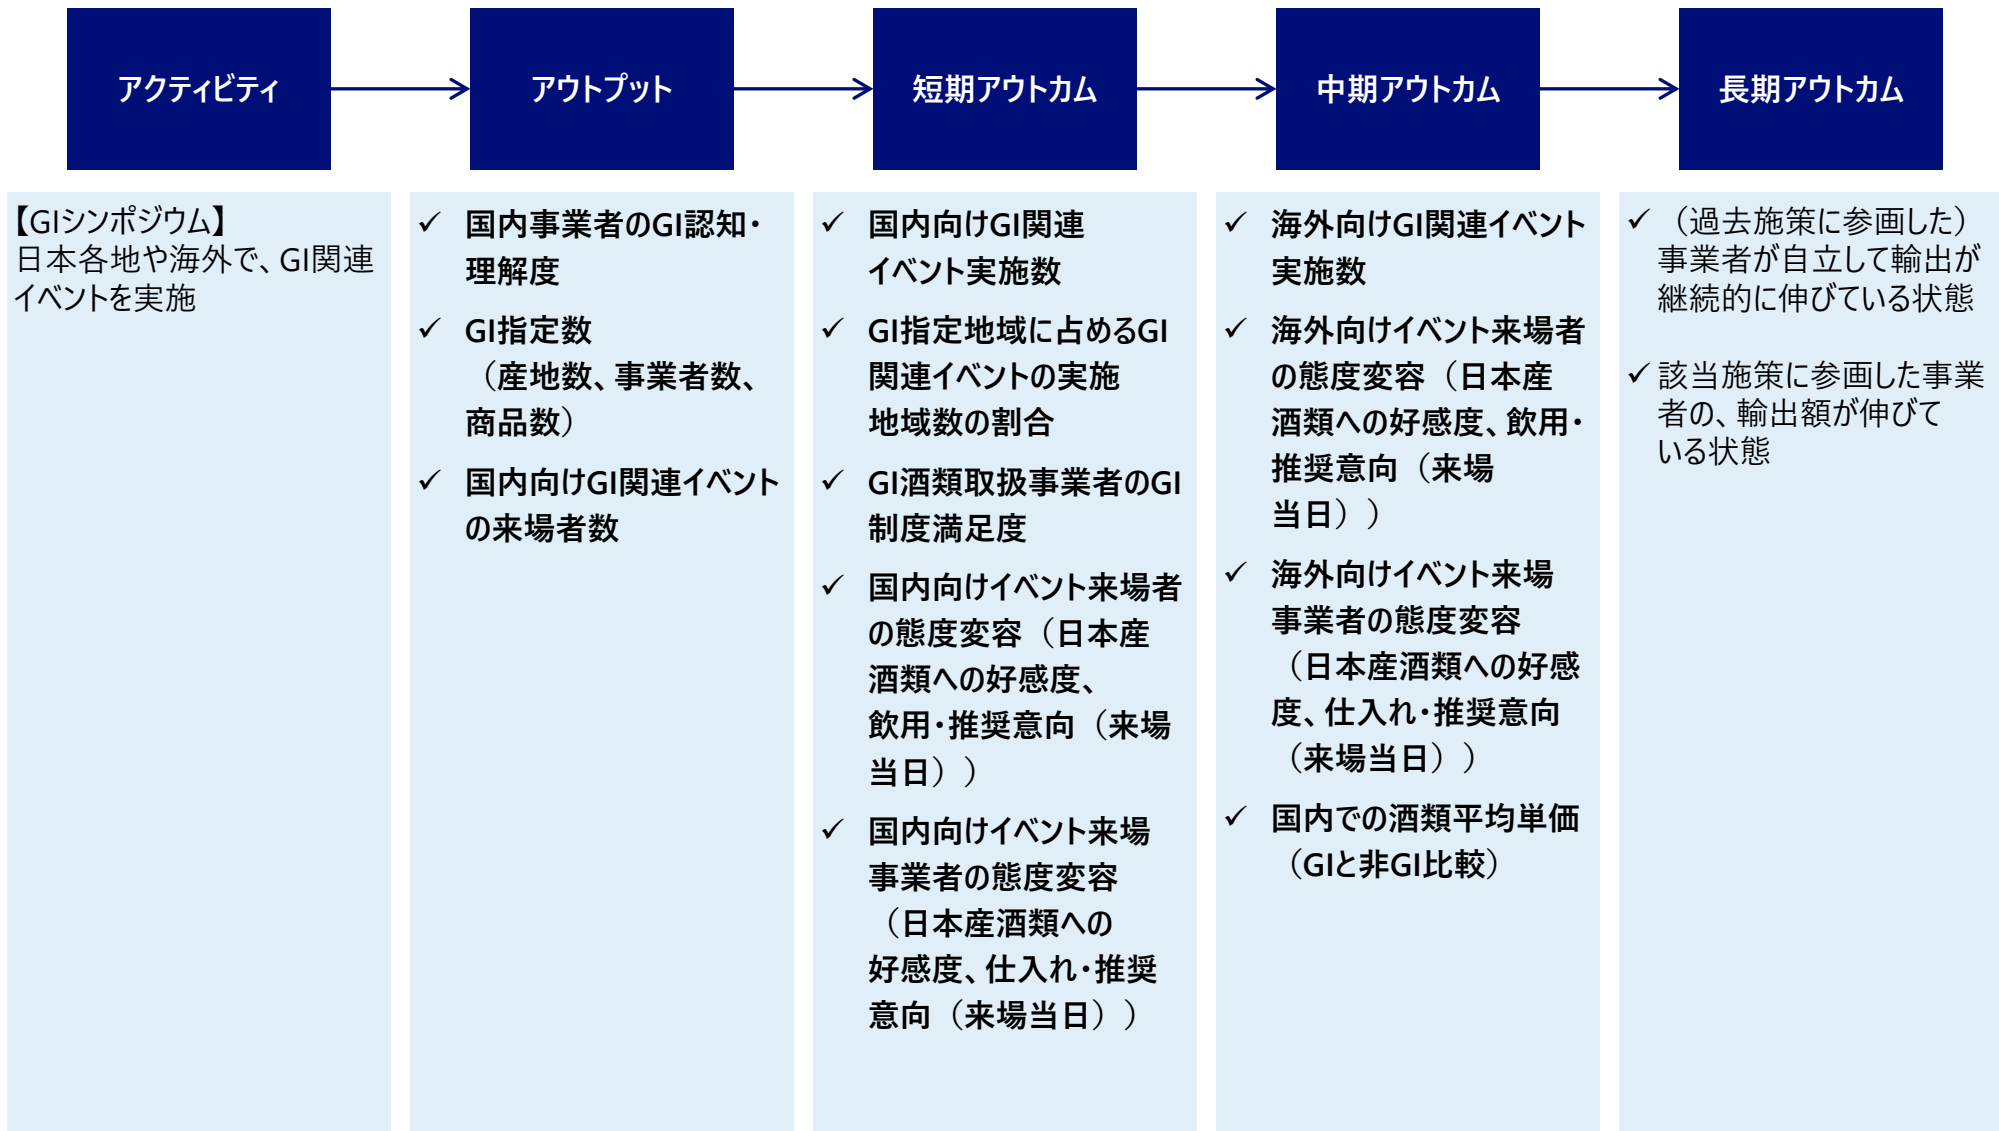 アクティビティ
アウトプット
短期アウトカム
中期アウトカム
長期アウトカム
【GIシンポジウム】
日本各地や海外で、GI関連
イベントを実施
✓ 国内事業者のGI認知・
理解度
✓ GI指定数
（産地数、事業者数、
商品数）
✓ 国内向けGI関連イベント
の来場者数
✓ 国内向けGI関連
イベント実施数
✓ GI指定地域に占めるGI
関連イベントの実施
地域数の割合
✓ GI酒類取扱事業者のGI
制度満足度
✓ 国内向けイベント来場者
の態度変容（日本産
酒類への好感度、
飲用・推奨意向（来場
当日））
✓ 国内向けイベント来場
事業者の態度変容
（日本産酒類への
好感度、仕入れ・推奨
意向（来場当日））
✓ 海外向けGI関連イベント
実施数
✓ 海外向けイベント来場者
の態度変容（日本産
酒類への好感度、飲用・
推奨意向（来場
当日））
✓ 海外向けイベント来場
事業者の態度変容
（日本産酒類への好感
度、仕入れ・推奨意向
（来場当日））
✓ 国内での酒類平均単価
（GIと非GI比較）
✓ （過去施策に参画した）
事業者が自立して輸出が
継続的に伸びている状態
✓ 該当施策に参画した事業
者の、輸出額が伸びて
いる状態